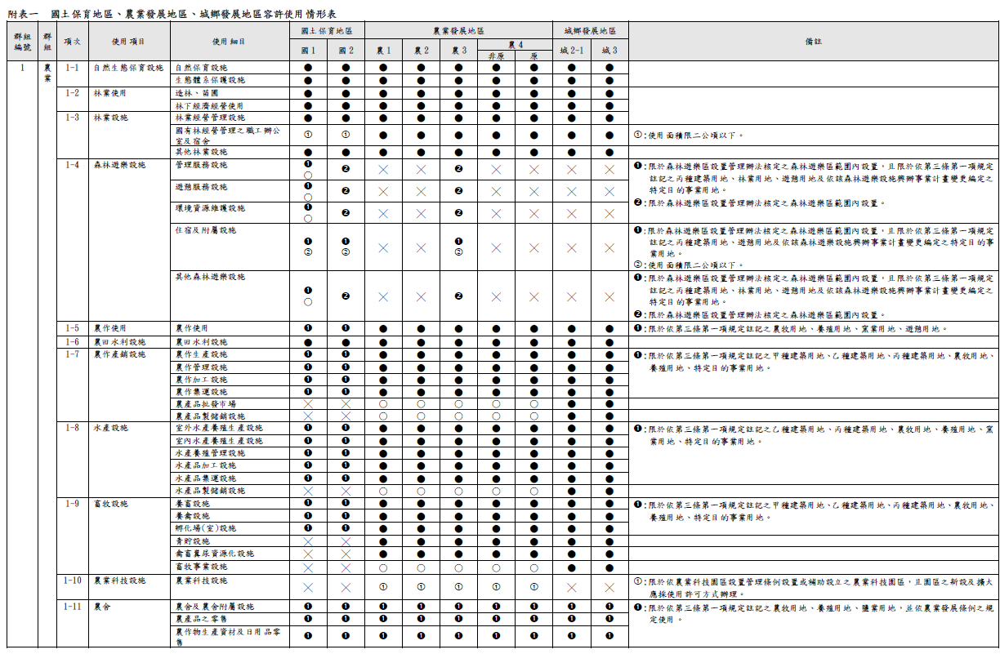 附表一　國土保育地區、農業發展地區、城鄉發展地區容許使用情形表
群組編號 群組 項次 使用項目 使用細目 國土保育地區 農業發展地區 城鄉發展地區 備註
國1 國2 農1 農2 農3 農4 城2-1 城3
非原 原
1 農業 1-1 自然生態保育設施 自然保育設施 ● ● ● ● ● ● ● ● ●
生態體系保護設施 ● ● ● ● ● ● ● ● ●
1-2 林業使用 造林、苗圃 ● ● ● ● ● ● ● ● ●
林下經濟經營使用 ● ● ● ● ● ● ● ● ●
1-3 林業設施 林業經營管理設施 ● ● ● ● ● ● ● ● ●
國有林經營管理之職工辦公室及宿舍 ① ① ● ● ● ● ● ● ● ①:使用面積限二公頃以下。
其他林業設施 ● ● ● ● ● ● ● ● ●
1-4 森林遊樂設施 管理服務設施 ❶○ ❷ ╳ ╳ ❷ ╳ ╳ ╳ ╳ ❶:限於森林遊樂區設置管理辦法核定之森林遊樂區範圍內設置，且限於依第三條第一項規定
註記之丙種建築用地、林業用地、遊憩用地及依該森林遊樂設施興辦事業計畫變更編定之
特定目的事業用地。
遊憩服務設施 ❶○ ❷ ╳ ╳ ❷ ╳ ╳ ╳ ╳
❷:限於森林遊樂區設置管理辦法核定之森林遊樂區範圍內設置。
環境資源維護設施 ❶○ ❷ ╳ ╳ ❷ ╳ ╳ ╳ ╳
住宿及附屬設施 ❶② ❶② ╳ ╳ ❶② ╳ ╳ ╳ ╳ ❶:限於森林遊樂區設置管理辦法核定之森林遊樂區範圍內設置，且限於依第三條第一項規定
註記之丙種建築用地、遊憩用地及依該森林遊樂設施興辦事業計畫變更編定之特定目的事
業用地。
②:使用面積限二公頃以下。
其他森林遊樂設施 ❶○ ❷ ╳ ╳ ❷ ╳ ╳ ╳ ╳ ❶:限於森林遊樂區設置管理辦法核定之森林遊樂區範圍內設置，且限於依第三條第一項規定
註記之丙種建築用地、林業用地、遊憩用地及依該森林遊樂設施興辦事業計畫變更編定之
特定目的事業用地。
❷:限於森林遊樂區設置管理辦法核定之森林遊樂區範圍內設置。
1-5 農作使用 農作使用 ❶ ❶ ● ● ● ● ● ● ● ❶:限於依第三條第一項規定註記之農牧用地、養殖用地、窯業用地、遊憩用地。
1-6 農田水利設施 農田水利設施 ● ● ● ● ● ● ● ● ●
1-7 農作產銷設施 農作生產設施 ❶ ❶ ● ● ● ● ● ● ● ❶:限於依第三條第一項規定註記之甲種建築用地、乙種建築用地、丙種建築用地、農牧用地、
養殖用地、特定目的事業用地。
農作管理設施 ❶ ❶ ● ● ● ● ● ● ●
農作加工設施 ❶ ❶ ● ● ● ● ● ● ●
農作集運設施 ❶ ❶ ● ● ● ● ● ● ●
農產品批發市場 ╳ ╳ ○ ○ ○ ○ ○ ● ●
農產品製儲銷設施 ╳ ╳ ○ ○ ○ ○ ○ ● ●
1-8 水產設施 室外水產養殖生產設施 ❶ ❶ ● ● ● ● ● ● ● ❶:限於依第三條第一項規定註記之乙種建築用地、丙種建築用地、農牧用地、養殖用地、窯
業用地、特定目的事業用地。
室內水產養殖生產設施 ❶ ❶ ● ● ● ● ● ● ●
水產養殖管理設施 ❶ ❶ ● ● ● ● ● ● ●
水產品加工設施 ❶ ❶ ● ● ● ● ● ● ●
水產品集運設施 ❶ ❶ ● ● ● ● ● ● ●
水產品製儲銷設施 ╳ ╳ ○ ○ ○ ○ ○ ● ●
1-9 畜牧設施 養畜設施 ❶ ❶ ● ● ● ● ● ● ● ❶:限於依第三條第一項規定註記之甲種建築用地、乙種建築用地、丙種建築用地、農牧用地、
養殖用地、特定目的事業用地。
養禽設施 ❶ ❶ ● ● ● ● ● ● ●
孵化場(室)設施 ❶ ❶ ● ● ● ● ● ● ●
青貯設施 ╳ ╳ ● ● ● ● ● ● ●
禽畜糞尿資源化設施 ╳ ╳ ● ● ● ● ● ● ●
畜牧事業設施 ╳ ╳ ○ ○ ○ ○ ○ ● ●
1-10 農業科技設施 農業科技設施 ╳ ╳ ① ① ① ① ① ╳ ╳ ①:限於依農業科技園區設置管理條例設置或補助設立之農業科技園區，且園區之新設及擴大
應採使用許可方式辦理。
1-11 農舍 農舍及農舍附屬設施 ❶ ❶ ❶ ❶ ❶ ❶ ❶ ❶ ❶ ❶:限於依第三條第一項規定註記之農牧用地、養殖用地、鹽業用地，並依農業發展條例之規
定使用。
農產品之零售 ❶ ❶ ❶ ❶ ❶ ❶ ❶ ❶ ❶
農作物生產資材及日用品零售 ❶ ❶ ❶ ❶ ❶ ❶ ❶ ❶ ❶